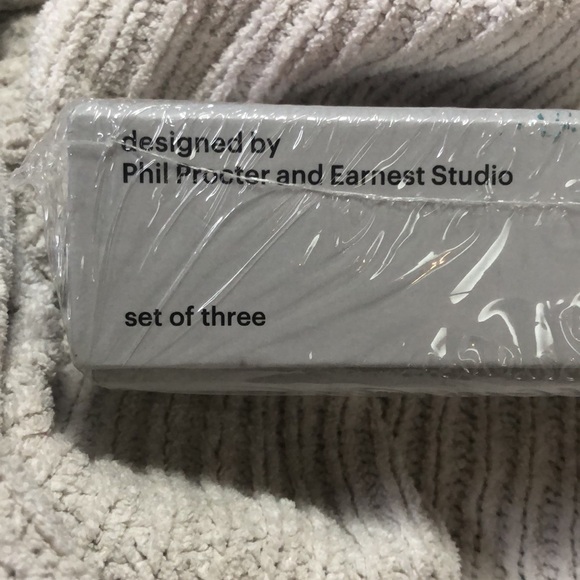 designed by
Phil Procter and Earnest Studio
set of three